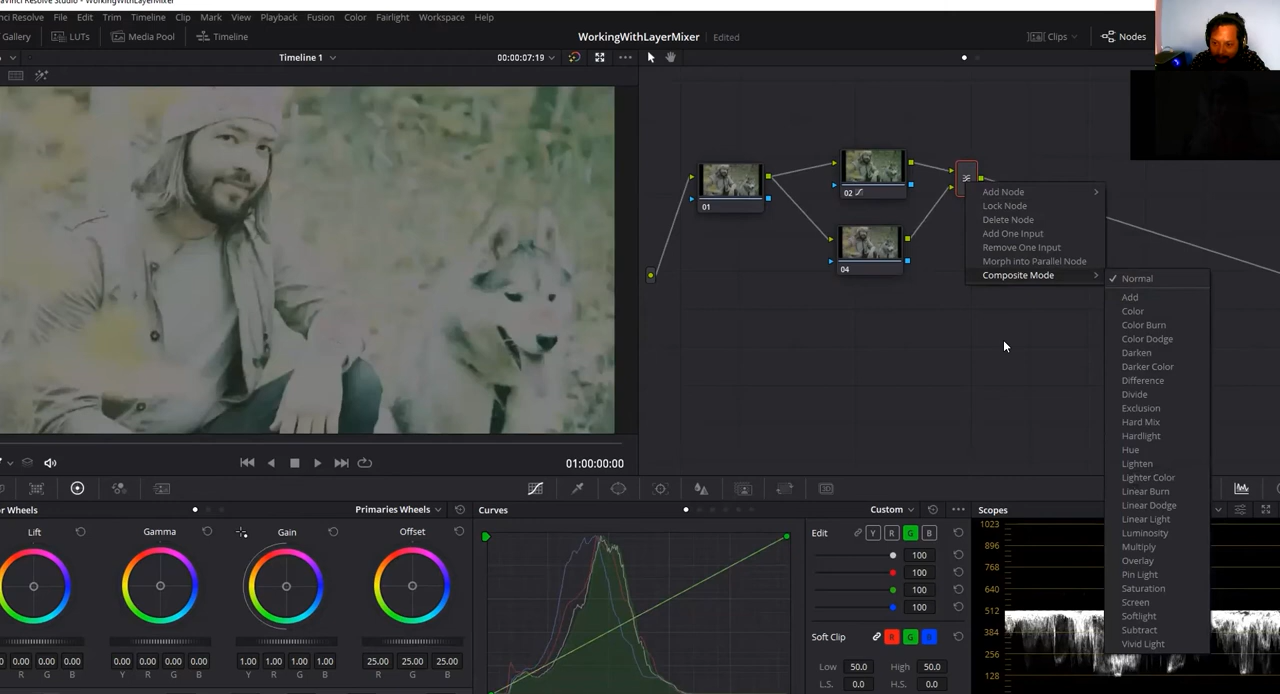 nci Resolve Studio - WorkingWithLayerMixer
nci Resolve File Edit Trim Timeline Clip Mark View Playback Fusion Color Fairlight Workspace Help
Gallery LUTs Media Pool Timeline WorkingWithLayerMixer Edited Clips Nodes
Timeline 1 00:00:07:19
01
02
04
Add Node
Lock Node
Delete Node
Add One Input
Remove One Input
Morph into Parallel Node
Composite Mode
Normal
Add
Color
Color Burn
Color Dodge
Darken
Darker Color
Difference
Divide
Exclusion
Hard Mix
Hardlight
Hue
Lighten
Lighter Color
Linear Burn
Linear Dodge
Linear Light
Luminosity
Multiply
Overlay
Pin Light
Saturation
Screen
Softlight
Subtract
Vivid Light
01:00:00:00
or Wheels Primaries Wheels Curves Custom Scopes
Lift Gamma Gain Offset
0.00 0.00 0.00 0.00 0.00 0.00 0.00 1.00 1.00 1.00 1.00 25.00 25.00 25.00
R G B Y R G B Y R G B R G B
Edit Y R G B
100
100
100
100
Soft Clip R G B
Low 50.0 High 50.0
L.S. 0.0 H.S. 0.0
1023
896
768
640
512
384
256
128